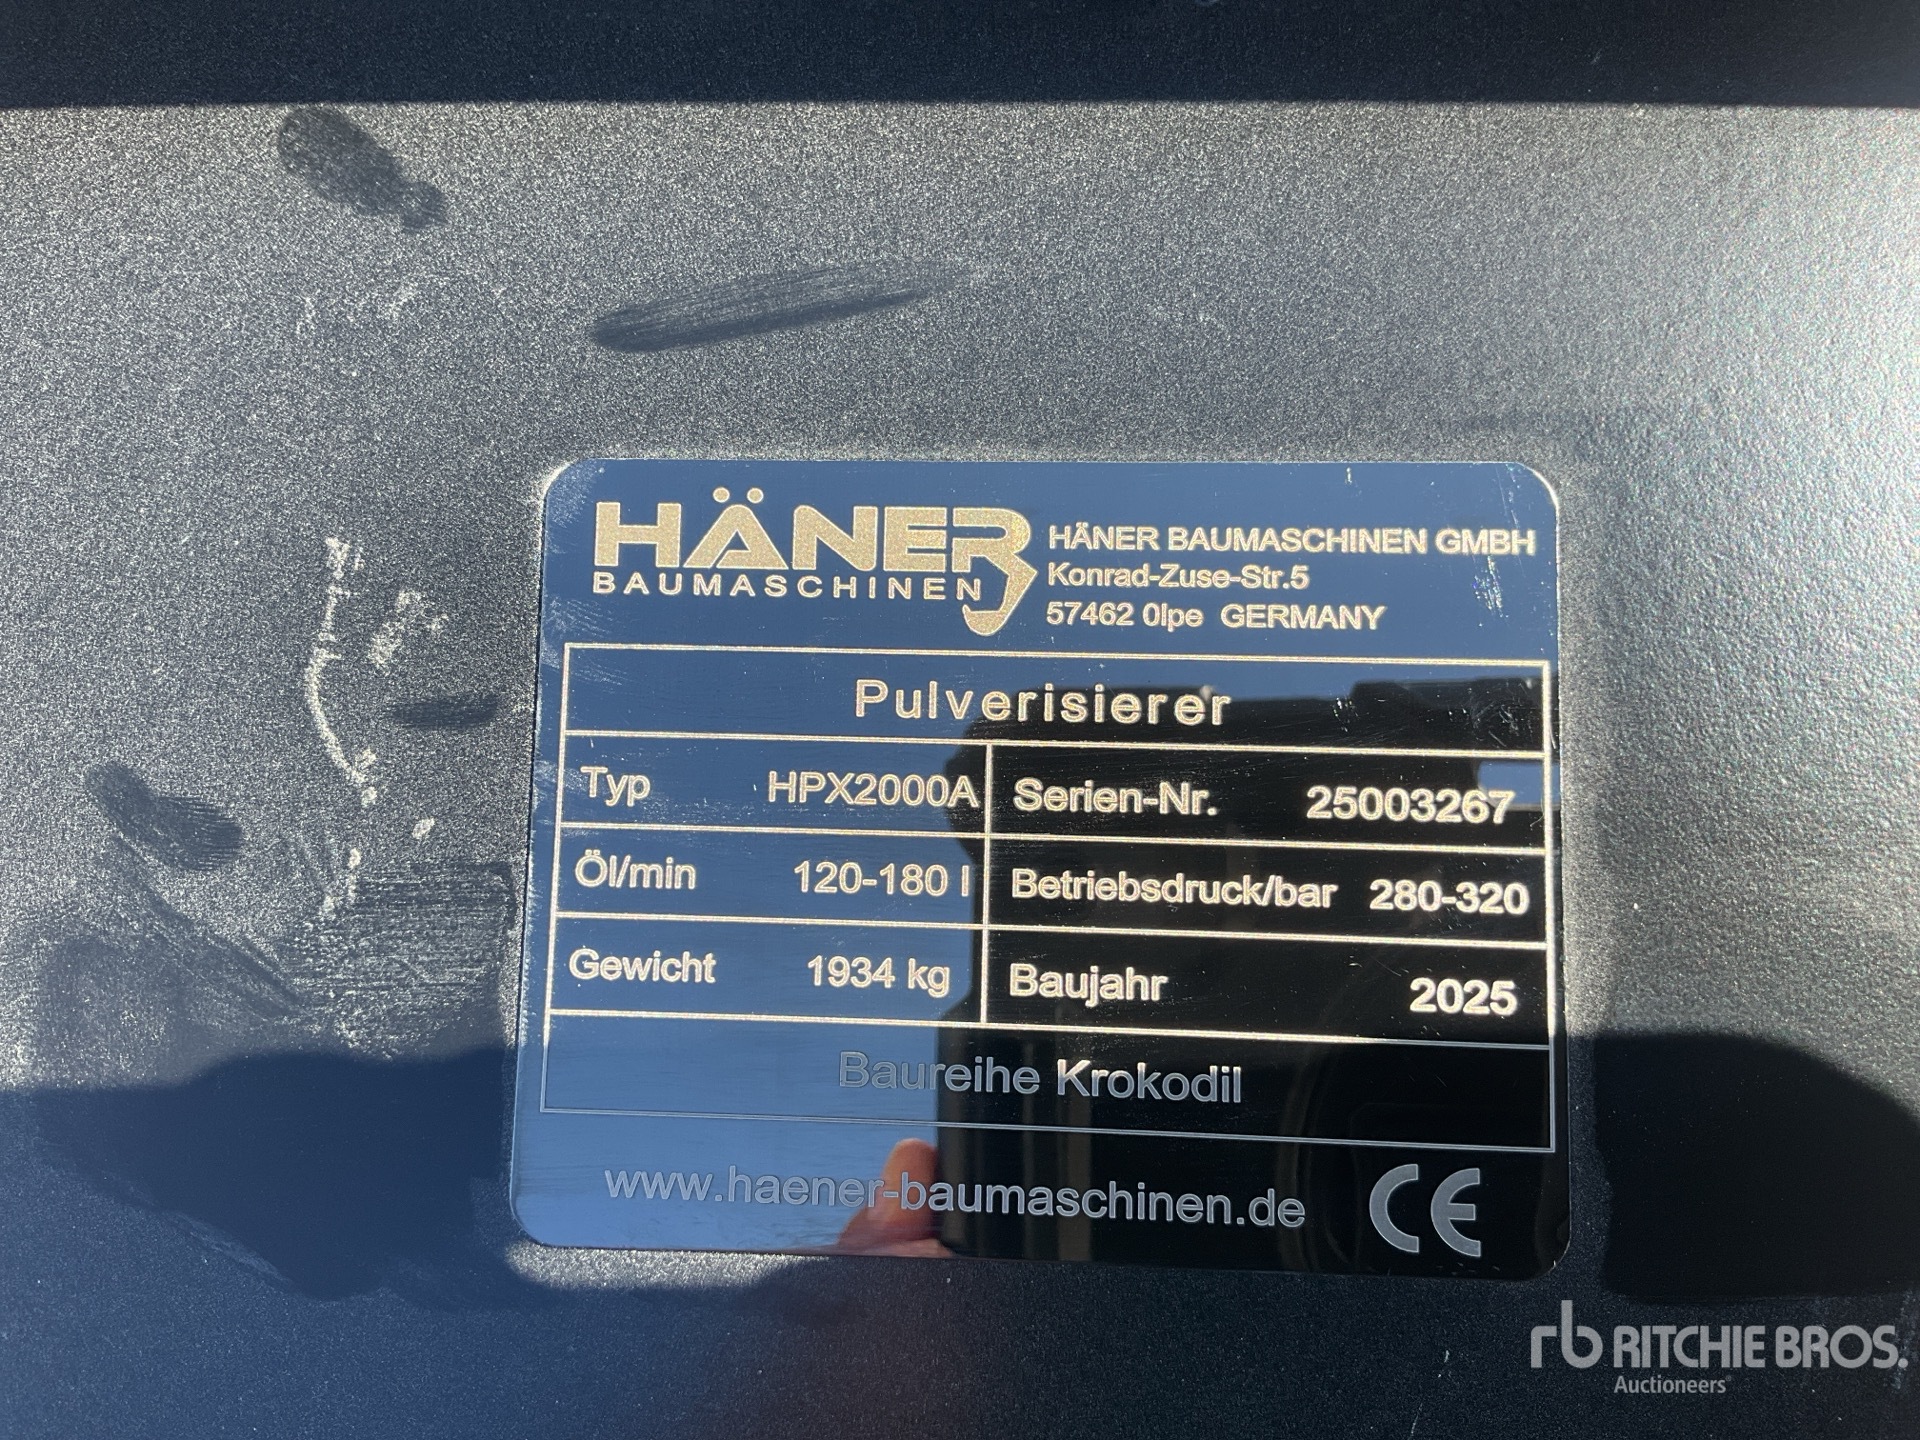 HÄNER
BAUMASCHINEN
HÄNER BAUMASCHINEN GMBH
Konrad-Zuse-Str.5
57462 Olpe GERMANY
Pulverisierer
Typ HPX2000A Serien-Nr. 25003267
Öl/min 120-180 l Betriebsdruck/bar 280-320
Gewicht 1934 kg Baujahr 2025
Baureihe Krokodil
www.haener-baumaschinen.de CE
rb RITCHIE BROS.
Auctioneers